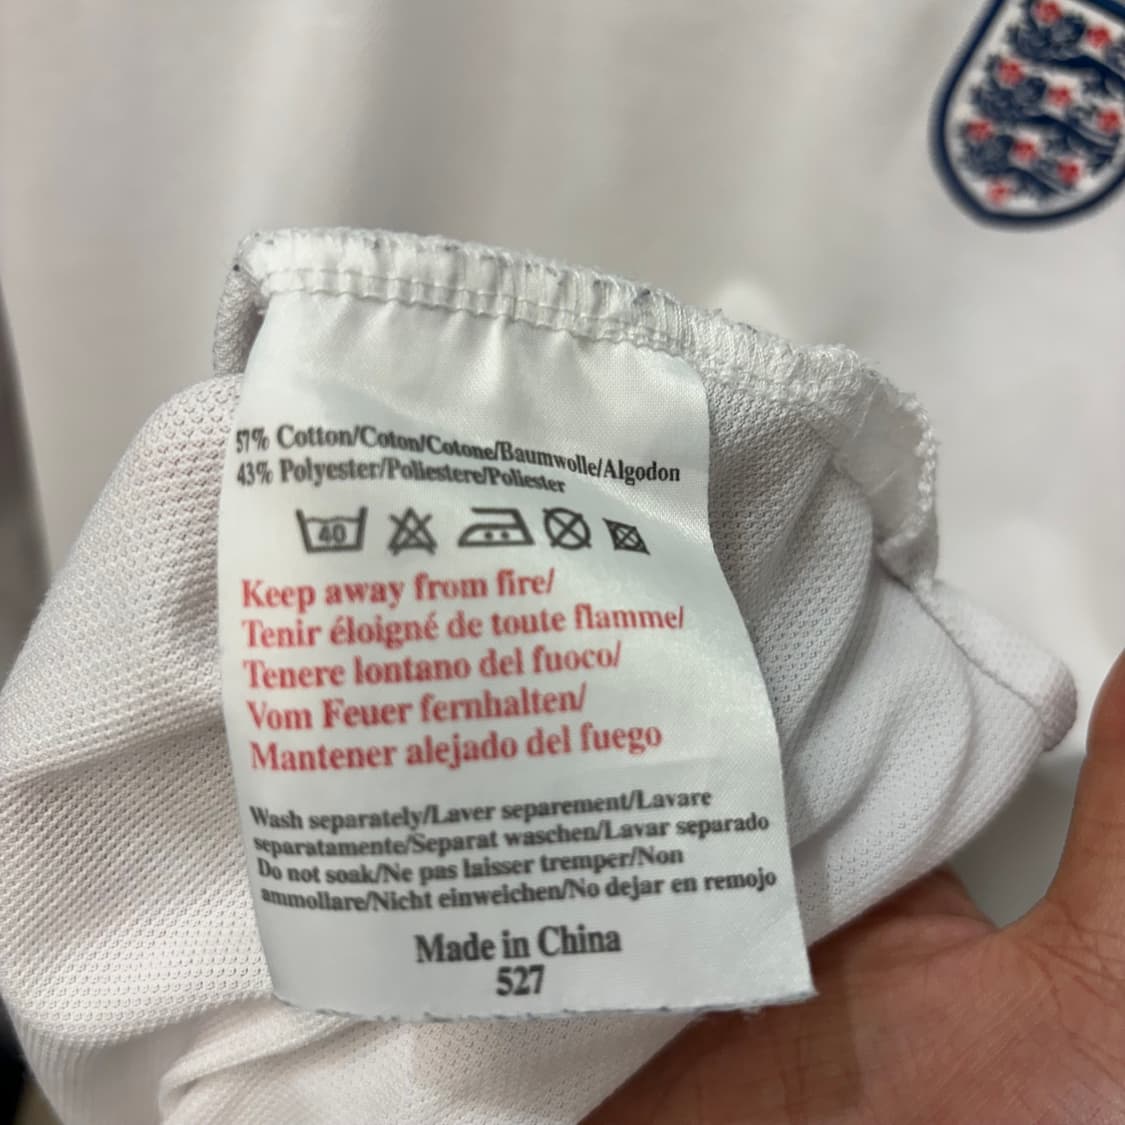 57% Cotton/Coton/Cotone/Baumwolle/Algodon
43% Polyester/Poliestere/Poliester
40
Keep away from fire/
Tenir éloigné de toute flamme/
Tenere lontano del fuoco/
Vom Feuer fernhalten/
Mantener alejado del fuego
Wash separately/Laver separement/Lavare
separatamente/Separat waschen/Lavar separado
Do not soak/Ne pas laisser tremper/Non
ammollare/Nicht einweichen/No dejar en remojo
Made in China
527